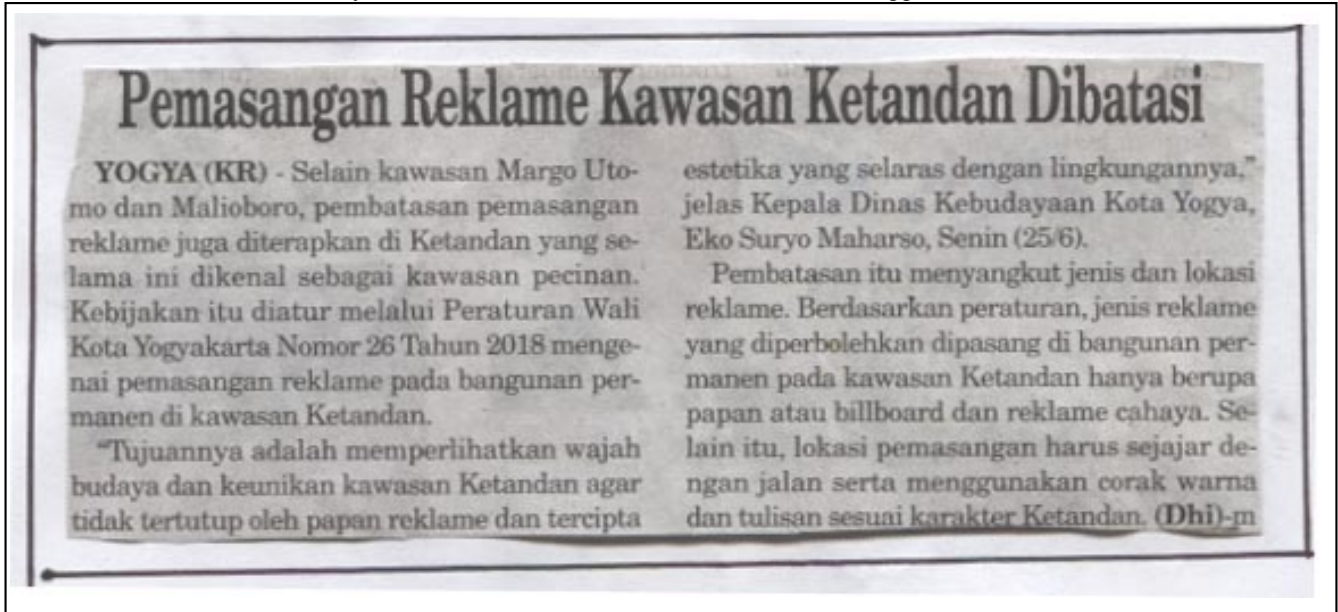 Pemasangan Reklame Kawasan Ketandan Dibatasi
YOGYA (KR) - Selain kawasan Margo Uto-
mo dan Malioboro, pembatasan pemasangan
reklame juga diterapkan di Ketandan yang se-
lama ini dikenal sebagai kawasan pecinan.
Kebijakan itu diatur melalui Peraturan Wali
Kota Yogyakarta Nomor 26 Tahun 2018 menge-
nai pemasangan reklame pada bangunan per-
manen di kawasan Ketandan.
"Tujuannya adalah memperlihatkan wajah
budaya dan keunikan kawasan Ketandan agar
tidak tertutup oleh papan reklame dan tercipta
estetika yang selaras dengan lingkungannya,"
jelas Kepala Dinas Kebudayaan Kota Yogya,
Eko Suryo Maharso, Senin (25/6).
Pembatasan itu menyangkut jenis dan lokasi
reklame. Berdasarkan peraturan, jenis reklame
yang diperbolehkan dipasang di bangunan per-
manen pada kawasan Ketandan hanya berupa
papan atau billboard dan reklame cahaya. Se-
lain itu, lokasi pemasangan harus sejajar de-
ngan jalan serta menggunakan corak warna
dan tulisan sesuai karakter Ketandan. (Dhi)-m